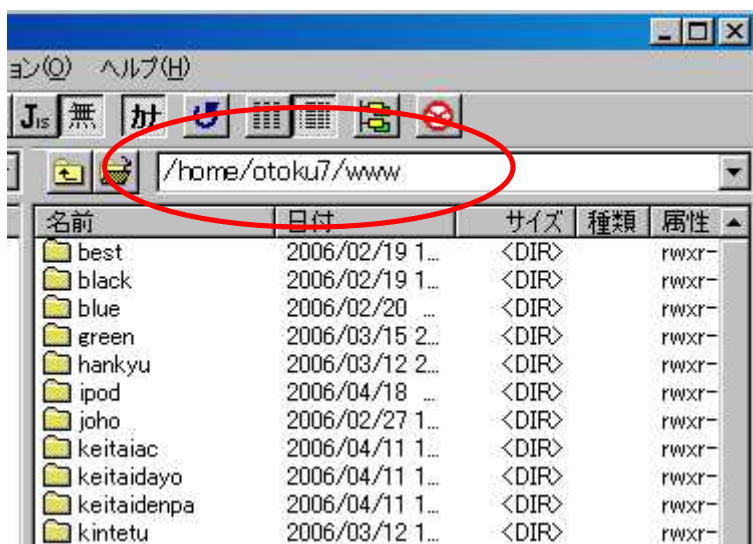 ョン(O) ヘルプ(H)
JIS 無 カナ
/home/otoku7/www
名前 日付 サイズ 種類 属性
best 2006/02/19 1... <DIR> rwxr-
black 2006/02/19 1... <DIR> rwxr-
blue 2006/02/20 ... <DIR> rwxr-
green 2006/03/15 2... <DIR> rwxr-
hankyu 2006/03/12 2... <DIR> rwxr-
ipod 2006/04/18 ... <DIR> rwxr-
joho 2006/02/27 1... <DIR> rwxr-
keitaiac 2006/04/11 1... <DIR> rwxr-
keitaidayo 2006/04/11 1... <DIR> rwxr-
keitaidenpa 2006/04/11 1... <DIR> rwxr-
kintetu 2006/03/12 1... <DIR> rwxr-